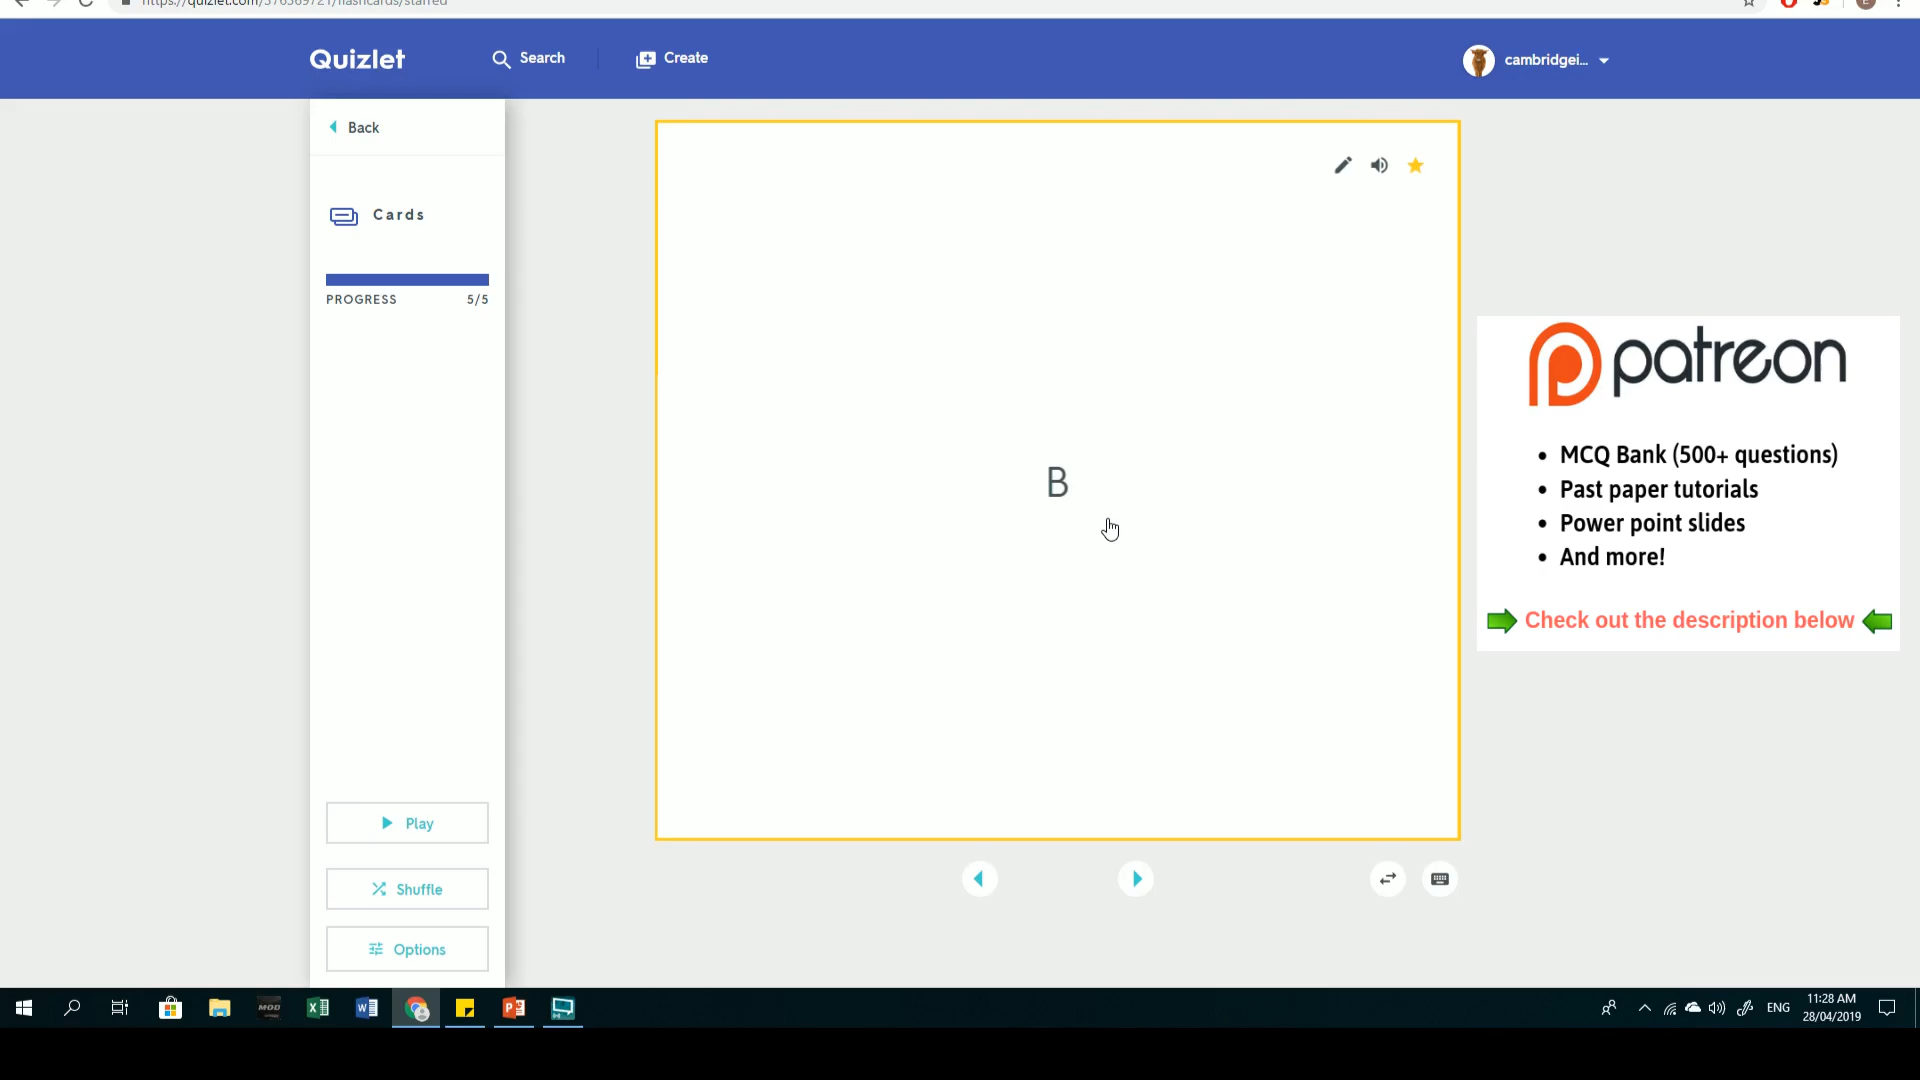 Quizlet
Search
Create
cambridgei...
Back
Cards
PROGRESS 5/5
B
patreon
• MCQ Bank (500+ questions)
• Past paper tutorials
• Power point slides
• And more!
Check out the description below
Play
Shuffle
Options
ENG
11:28 AM
28/04/2019